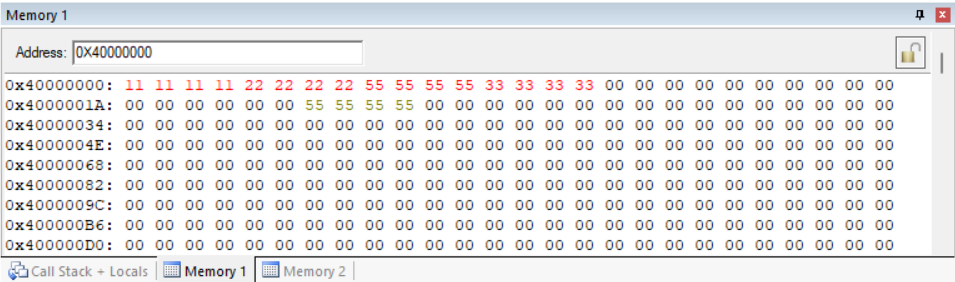 Memory 1
Address: 0X40000000
0x40000000: 11 11 11 11 22 22 22 22 55 55 55 55 33 33 33 33 00 00 00 00 00 00 00 00 00 00
0x4000001A: 00 00 00 00 00 00 55 55 55 55 00 00 00 00 00 00 00 00 00 00 00 00 00 00 00 00
0x40000034: 00 00 00 00 00 00 00 00 00 00 00 00 00 00 00 00 00 00 00 00 00 00 00 00 00 00
0x4000004E: 00 00 00 00 00 00 00 00 00 00 00 00 00 00 00 00 00 00 00 00 00 00 00 00 00 00
0x40000068: 00 00 00 00 00 00 00 00 00 00 00 00 00 00 00 00 00 00 00 00 00 00 00 00 00 00
0x40000082: 00 00 00 00 00 00 00 00 00 00 00 00 00 00 00 00 00 00 00 00 00 00 00 00 00 00
0x4000009C: 00 00 00 00 00 00 00 00 00 00 00 00 00 00 00 00 00 00 00 00 00 00 00 00 00 00
0x400000B6: 00 00 00 00 00 00 00 00 00 00 00 00 00 00 00 00 00 00 00 00 00 00 00 00 00 00
0x400000D0: 00 00 00 00 00 00 00 00 00 00 00 00 00 00 00 00 00 00 00 00 00 00 00 00 00 00
Call Stack + Locals Memory 1 Memory 2